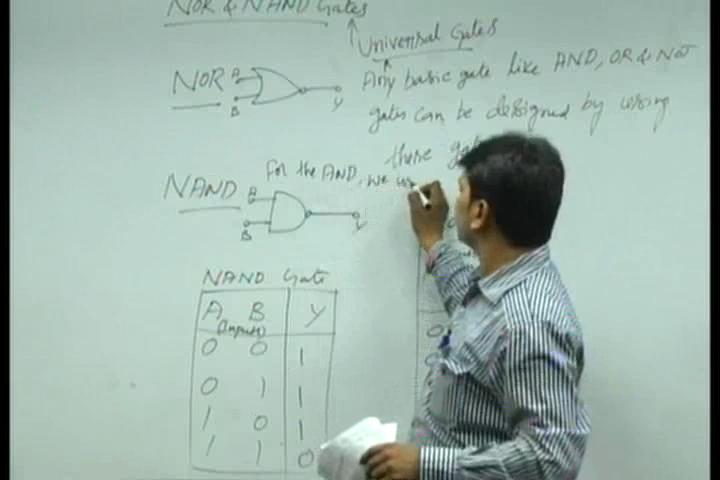 NOR & NAND Gates
Universal Gates
NOR A B Y
Any basic gate like AND, OR & NOT
gates can be designed by using
these
For the AND, we
NAND A B Y
NAND Gate
A B Y
(Inputs)
0 0 1
0 1 1
1 0 1
1 1 0
0